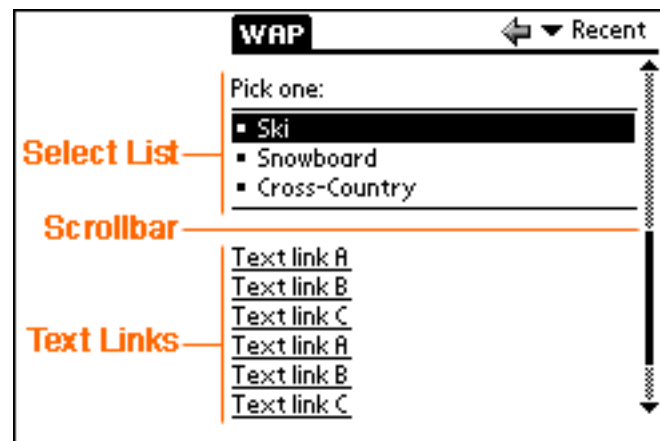 WAP
Recent
Pick one:
Ski
Select List
Snowboard
Cross-Country
Scrollbar
Text link A
Text link B
Text link C
Text Links
Text link A
Text link B
Text link C